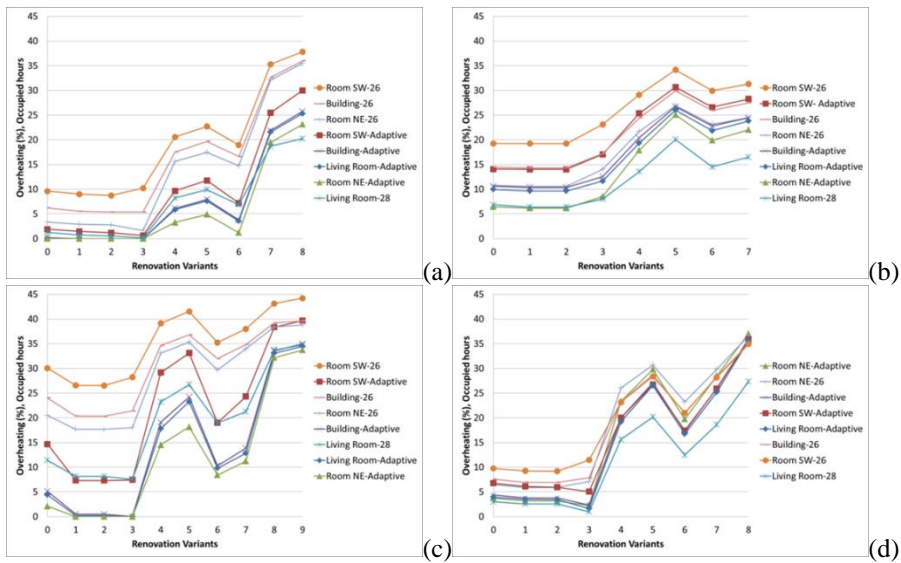 45
40
35
30
25
20
15
10
5
0
Overheating (%), Occupied hours
0 1 2 3 4 5 6 7 8
Renovation Variants
Room SW-26
Building-26
Room NE-26
Room SW-Adaptive
Building-Adaptive
Living Room-Adaptive
Room NE-Adaptive
Living Room-28
(a)
45
40
35
30
25
20
15
10
5
0
Overheating (%), Occupied hours
0 1 2 3 4 5 6 7
Renovation Variants
Room SW-26
Room SW- Adaptive
Building-26
Room NE-26
Building-Adaptive
Living Room-Adaptive
Room NE-Adaptive
Living Room-28
(b)
45
40
35
30
25
20
15
10
5
0
Overheating (%), Occupied hours
0 1 2 3 4 5 6 7 8 9
Renovation Variants
Room SW-26
Room SW-Adaptive
Building-26
Room NE-26
Building-Adaptive
Living Room-28
Living Room-Adaptive
Room NE-Adaptive
(c)
45
40
35
30
25
20
15
10
5
0
Overheating (%), Occupied hours
0 1 2 3 4 5 6 7 8
Renovation Variants
Room NE-Adaptive
Room NE-26
Building-Adaptive
Room SW-Adaptive
Living Room-Adaptive
Building-26
Room SW-26
Living Room-28
(d)